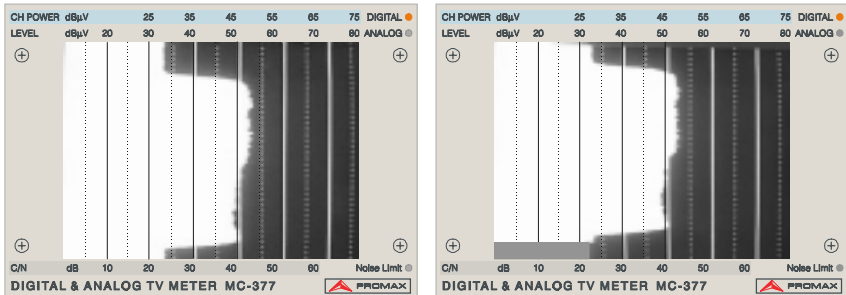 CH POWER dBµV 25 35 45 55 65 75 DIGITAL
LEVEL dBµV 20 30 40 50 60 70 80 ANALOG
C/N dB 10 20 30 40 50 60 Noise Limit
DIGITAL & ANALOG TV METER MC-377 PROMAX
CH POWER dBµV 25 35 45 55 65 75 DIGITAL
LEVEL dBµV 20 30 40 50 60 70 80 ANALOG
C/N dB 10 20 30 40 50 60 Noise Limit
DIGITAL & ANALOG TV METER MC-377 PROMAX